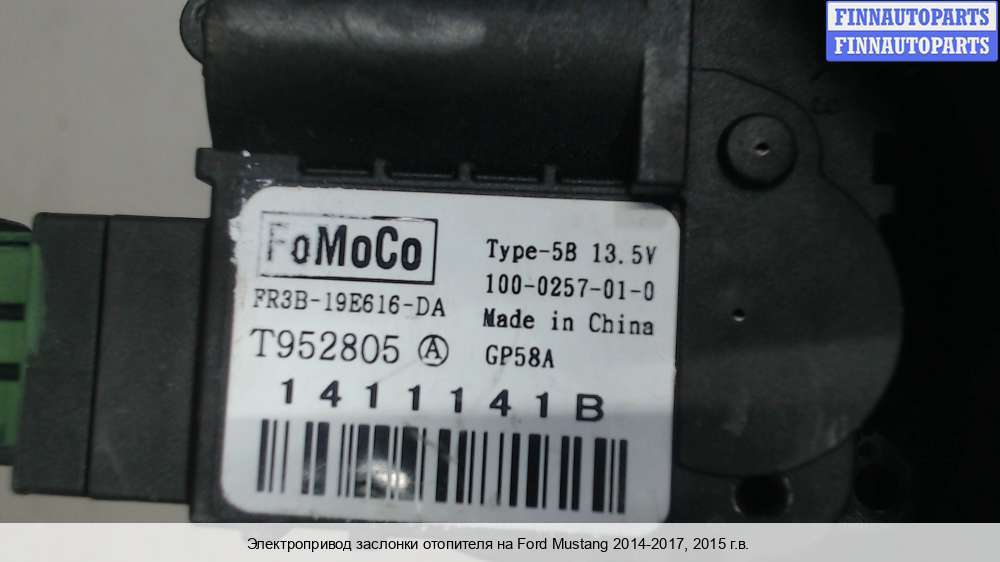 FINNAUTOPARTS
FINNAUTOPARTS
FoMoCo
FR3B-19E616-DA
T952805 Ⓐ
Type-5B 13.5V
100-0257-01-0
Made in China
GP58A
1411141B
Электропривод заслонки отопителя на Ford Mustang 2014-2017, 2015 г.в.